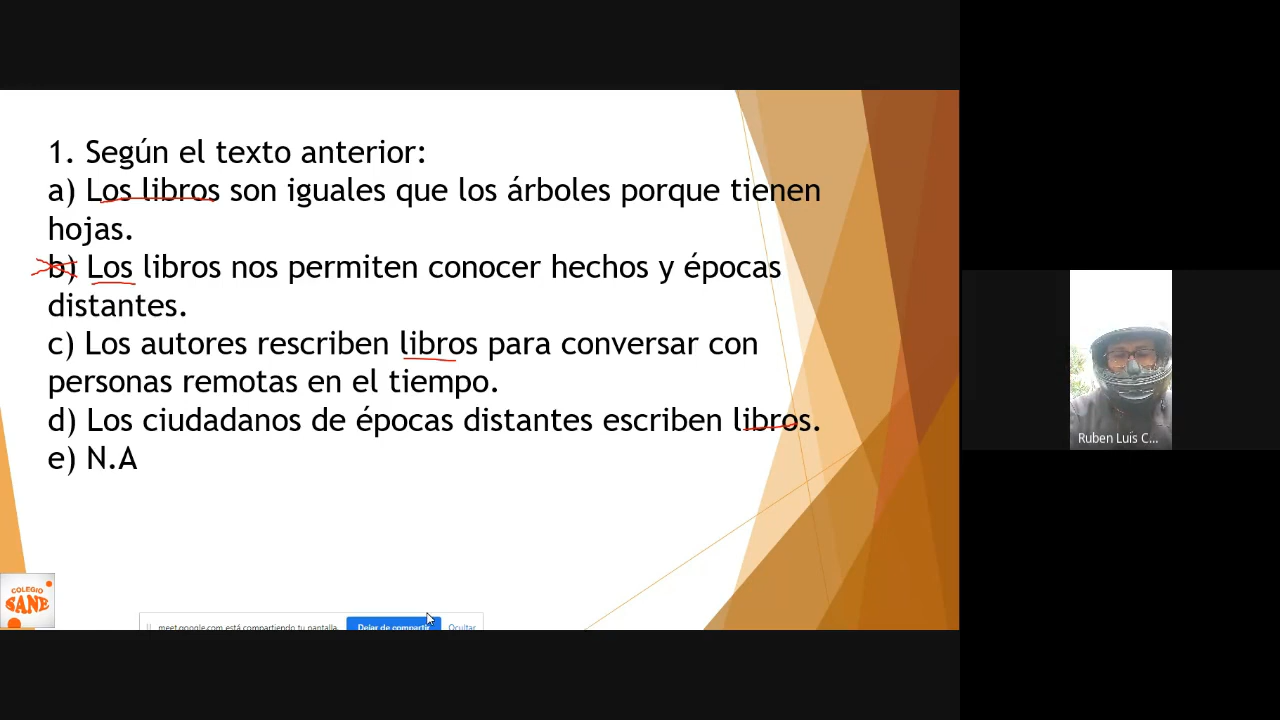 1. Según el texto anterior:
a) Los libros son iguales que los árboles porque tienen
hojas.
b) Los libros nos permiten conocer hechos y épocas
distantes.
c) Los autores rescriben libros para conversar con
personas remotas en el tiempo.
d) Los ciudadanos de épocas distantes escriben libros.
e) N.A
COLEGIO
SANE
meet.google.com está compartiendo tu pantalla.
Dejar de compartir
Ocultar
Ruben Luis C...